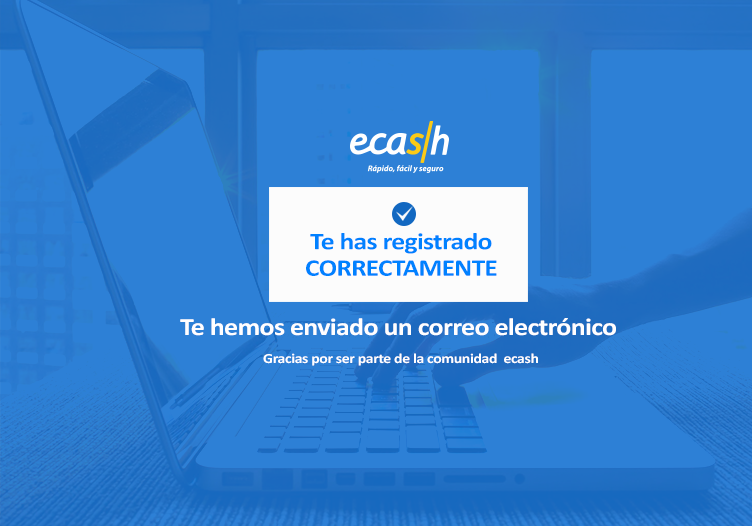 ecash
Rápido, fácil y seguro
Te has registrado
CORRECTAMENTE
Te hemos enviado un correo electrónico
Gracias por ser parte de la comunidad ecash